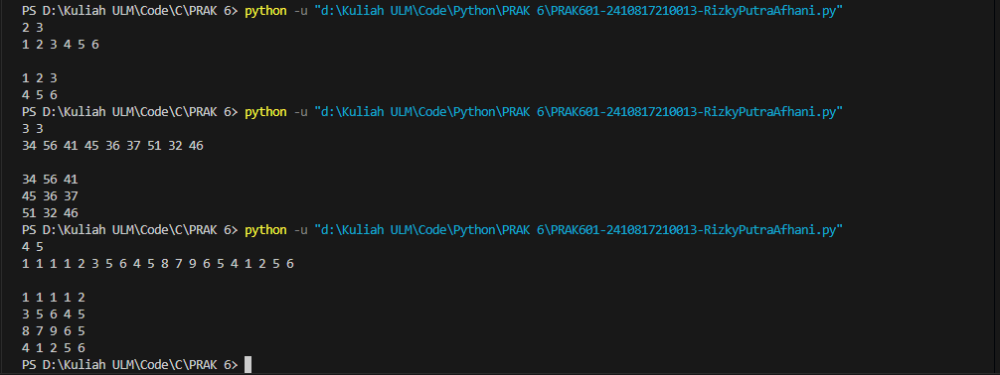 PS D:\Kuliah ULM\Code\C\PRAK 6> python -u "d:\Kuliah ULM\Code\Python\PRAK 6\PRAK601-2410817210013-RizkyPutraAfhani.py"
2 3
1 2 3 4 5 6
1 2 3
4 5 6
PS D:\Kuliah ULM\Code\C\PRAK 6> python -u "d:\Kuliah ULM\Code\Python\PRAK 6\PRAK601-2410817210013-RizkyPutraAfhani.py"
3 3
34 56 41 45 36 37 51 32 46
34 56 41
45 36 37
51 32 46
PS D:\Kuliah ULM\Code\C\PRAK 6> python -u "d:\Kuliah ULM\Code\Python\PRAK 6\PRAK601-2410817210013-RizkyPutraAfhani.py"
4 5
1 1 1 1 2 3 5 6 4 5 8 7 9 6 5 4 1 2 5 6
1 1 1 1 2
3 5 6 4 5
8 7 9 6 5
4 1 2 5 6
PS D:\Kuliah ULM\Code\C\PRAK 6>